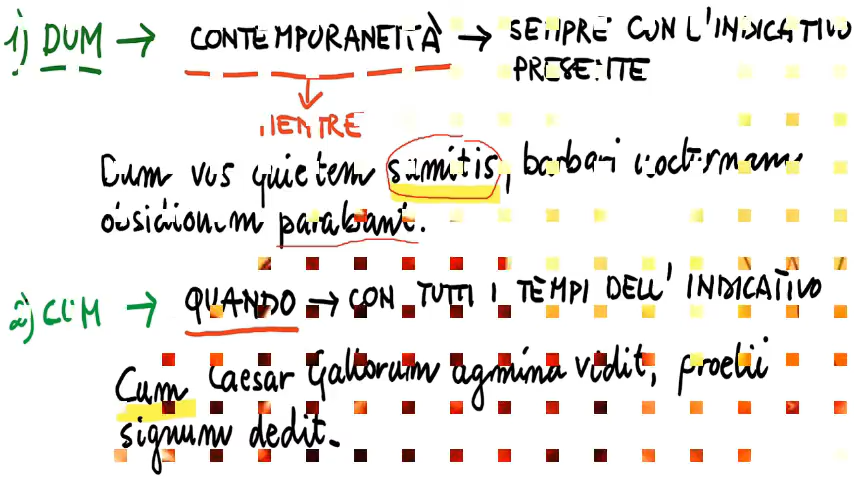 1) DUM → CONTEMPORANEITÀ → SEMPRE CON L'INDICATIVO
PRESENTE
MENTRE
Dum vos quietem sumitis, barbari nocturnam
obsidionem parabant.
2) CUM → QUANDO → CON TUTTI I TEMPI DELL'INDICATIVO
Cum Caesar Gallorum agmina vidit, proelii
signum dedit.